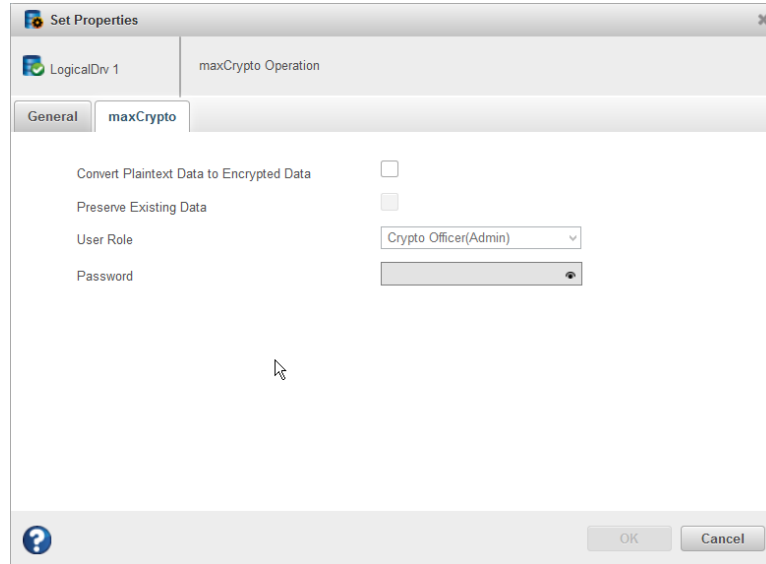 Set Properties
LogicalDrv 1
maxCrypto Operation
General
maxCrypto
Convert Plaintext Data to Encrypted Data
Preserve Existing Data
User Role
Crypto Officer(Admin)
Password
?
OK
Cancel